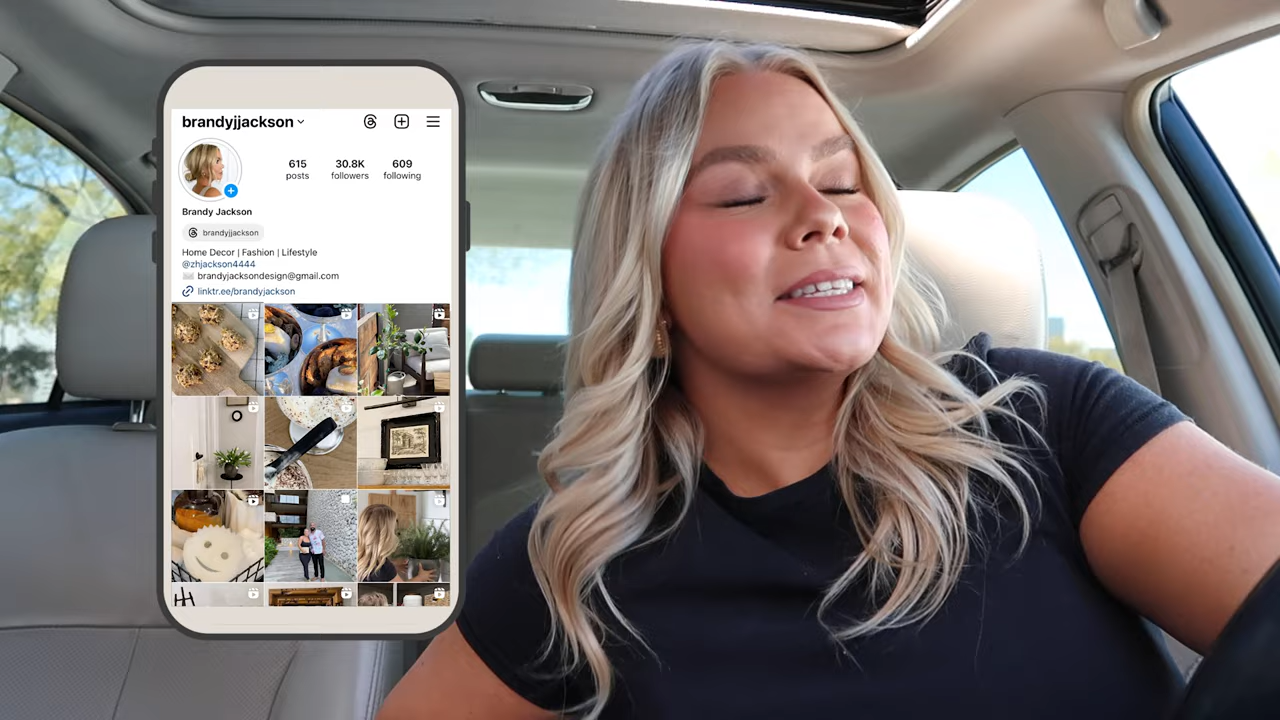 brandyjjackson
615 30.8K 609
posts followers following
Brandy Jackson
brandyjjackson
Home Decor | Fashion | Lifestyle
@zhjackson4444
brandyjacksondesign@gmail.com
linktr.ee/brandyjackson